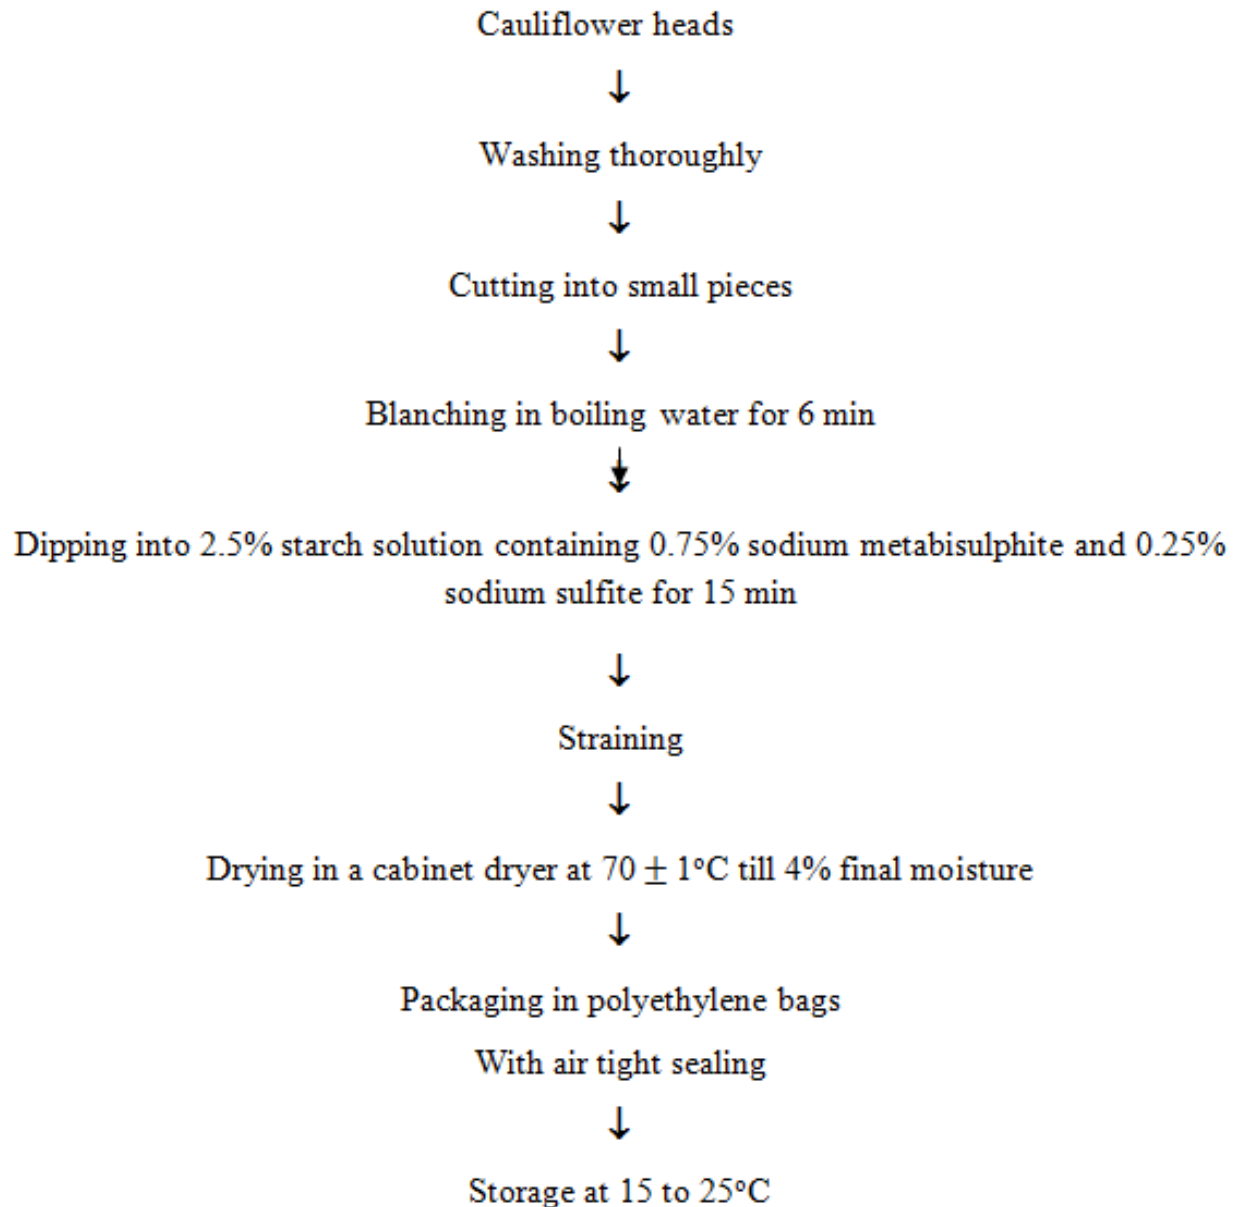 Cauliflower heads
↓
Washing thoroughly
↓
Cutting into small pieces
↓
Blanching in boiling water for 6 min
↓
Dipping into 2.5% starch solution containing 0.75% sodium metabisulphite and 0.25%
sodium sulfite for 15 min
↓
Straining
↓
Drying in a cabinet dryer at 70 ± 1°C till 4% final moisture
↓
Packaging in polyethylene bags
With air tight sealing
↓
Storage at 15 to 25°C